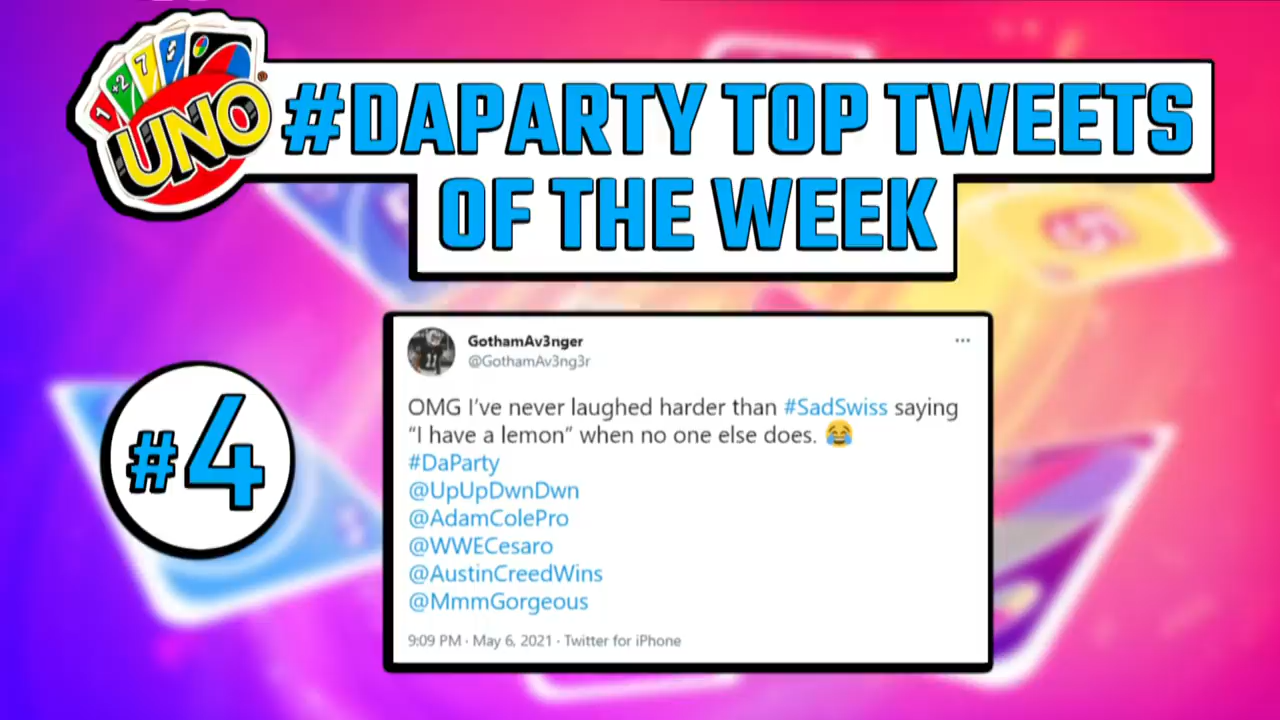 UNO
#DAPARTY TOP TWEETS
OF THE WEEK
#4
GothamAv3nger
@GothamAv3ng3r
OMG I’ve never laughed harder than #SadSwiss saying
“I have a lemon” when no one else does. 😂
#DaParty
@UpUpDwnDwn
@AdamColePro
@WWECesaro
@AustinCreedWins
@MmmGorgeous
9:09 PM · May 6, 2021 · Twitter for iPhone